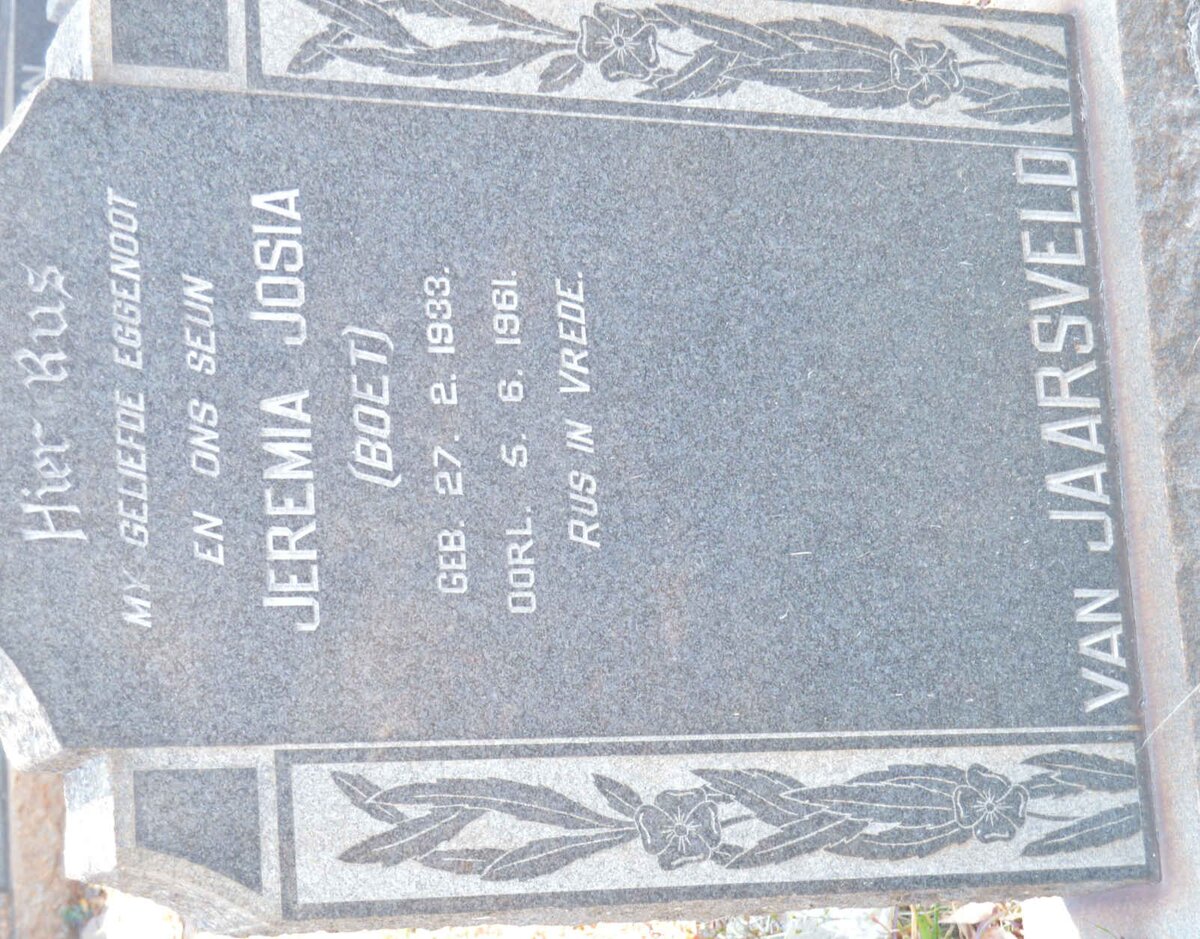 Hier Rus
MY GELIEFDE EGGENOOT
EN ONS SEUN
JEREMIA JOSIA
(BOET)
GEB. 27. 2. 1933.
OORL. 5. 6. 1961.
RUS IN VREDE.
VAN JAARSVELD